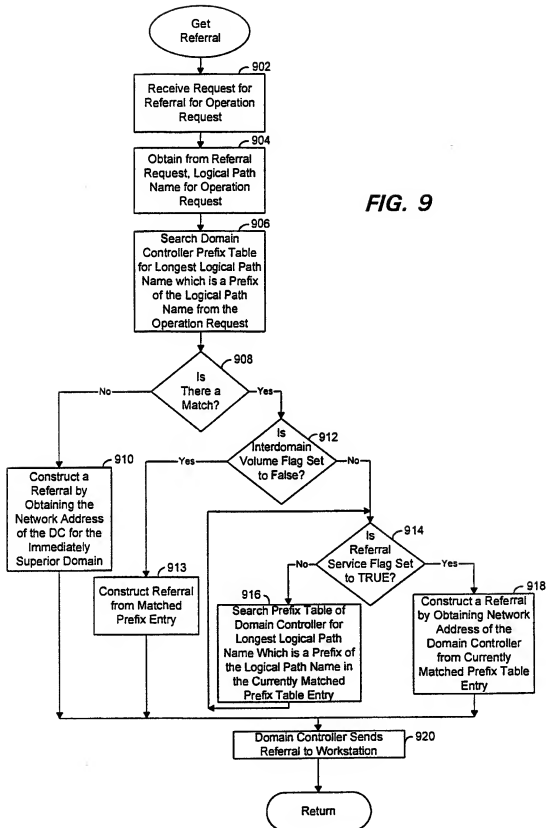 Get
Referral
902
Receive Request for
Referral for Operation
Request
904
Obtain from Referral
Request, Logical Path
Name for Operation
Request
FIG. 9
906
Search Domain
Controller Prefix Table
for Longest Logical Path
Name which is a Prefix
of the Logical Path
Name from the
Operation Request
908
Is
There a
Match?
No
Yes
910
Construct a
Referral by
Obtaining the
Network Address
of the DC for the
Immediately
Superior Domain
912
Is
Interdomain
Volume Flag Set
to False?
Yes
No
913
Construct Referral
from Matched
Prefix Entry
914
Is
Referral
Service Flag Set
to TRUE?
No
Yes
916
Search Prefix Table of
Domain Controller for
Longest Logical Path
Name Which is a Prefix of
the Logical Path Name in
the Currently Matched
Prefix Table Entry
918
Construct a Referral
by Obtaining Network
Address of the
Domain Controller
from Currently
Matched Prefix Table
Entry
Domain Controller Sends
Referral to Workstation
920
Return